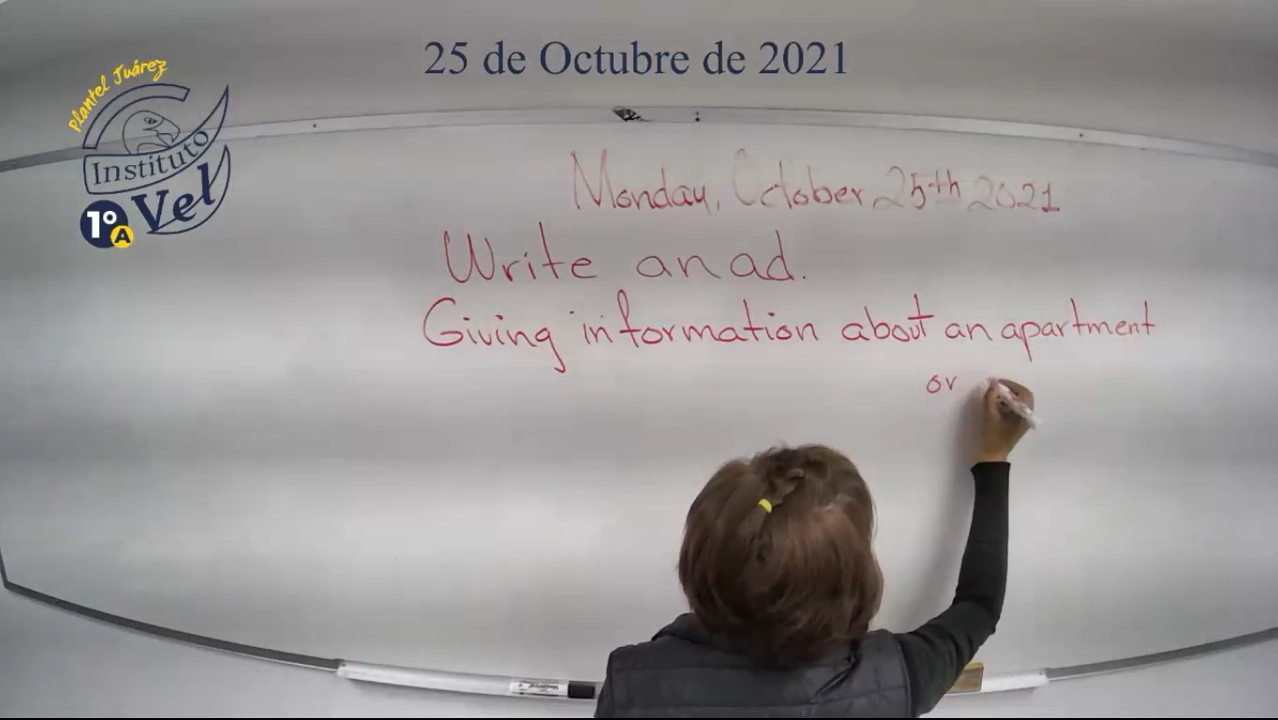 25 de Octubre de 2021
Plantel Juárez
Instituto
Vel
1° A
Monday, October 25th 2021
Write an ad.
Giving information about an apartment
or